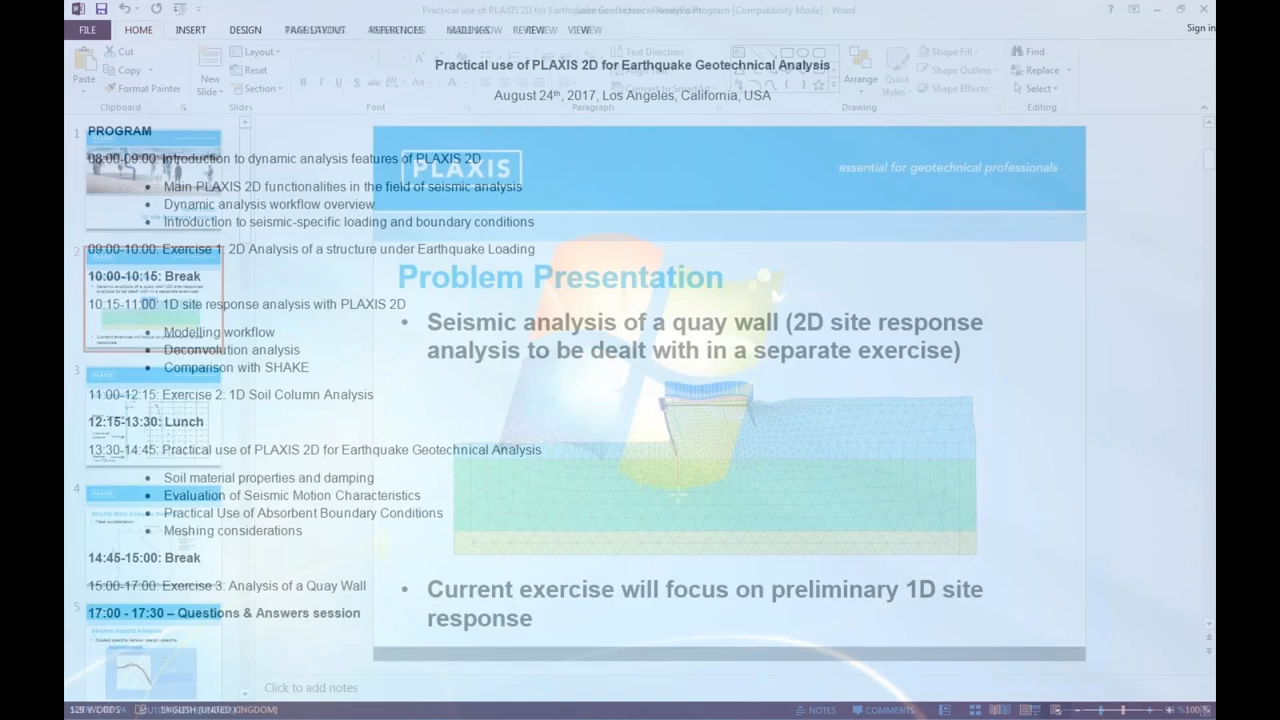 Sign in
FILE HOME INSERT DESIGN REVIEW VIEW
Cut
Copy
Format Painter
Paste
Clipboard
New
Slide
Layout
Reset
Section
Slides
Font
Text Direction
Paragraph
Arrange
Quick
Styles
Shape Fill
Shape Outline
Shape Effects
Drawing
Find
Replace
Select
Editing
Practical use of PLAXIS 2D for Earthquake Geotechnical Analysis
August 24th, 2017, Los Angeles, California, USA
PROGRAM
08:00-09:00: Introduction to dynamic analysis features of PLAXIS 2D
• Main PLAXIS 2D functionalities in the field of seismic analysis
• Dynamic analysis workflow overview
• Introduction to seismic-specific loading and boundary conditions
09:00-10:00: Exercise 1: 2D Analysis of a structure under Earthquake Loading
10:00-10:15: Break
10:15-11:00: 1D site response analysis with PLAXIS 2D
• Modelling workflow
• Deconvolution analysis
• Comparison with SHAKE
11:00-12:15: Exercise 2: 1D Soil Column Analysis
12:15-13:30: Lunch
13:30-14:45: Practical use of PLAXIS 2D for Earthquake Geotechnical Analysis
• Soil material properties and damping
• Evaluation of Seismic Motion Characteristics
• Practical Use of Absorbent Boundary Conditions
• Meshing considerations
14:45-15:00: Break
15:00-17:00: Exercise 3: Analysis of a Quay Wall
17:00 - 17:30 – Questions & Answers session
1
2
3
4
5
PLAXIS
essential for geotechnical professionals
Problem Presentation
• Seismic analysis of a quay wall (2D site response
analysis to be dealt with in a separate exercise)
• Current exercise will focus on preliminary 1D site
response
Click to add notes
ENGLISH (UNITED KINGDOM)
NOTES
COMMENTS